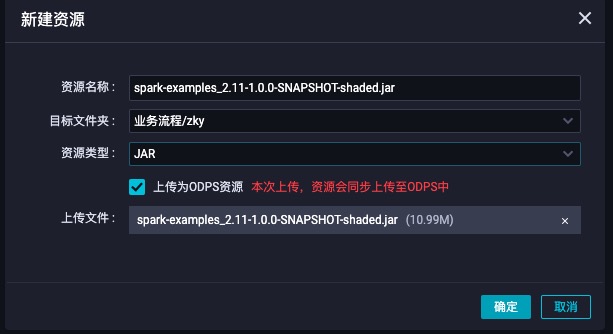 新建资源
资源名称： spark-examples_2.11-1.0.0-SNAPSHOT-shaded.jar
目标文件夹： 业务流程/zky
资源类型： JAR
上传为ODPS资源 本次上传，资源会同步上传至ODPS中
上传文件： spark-examples_2.11-1.0.0-SNAPSHOT-shaded.jar (10.99M) ×
确定 取消